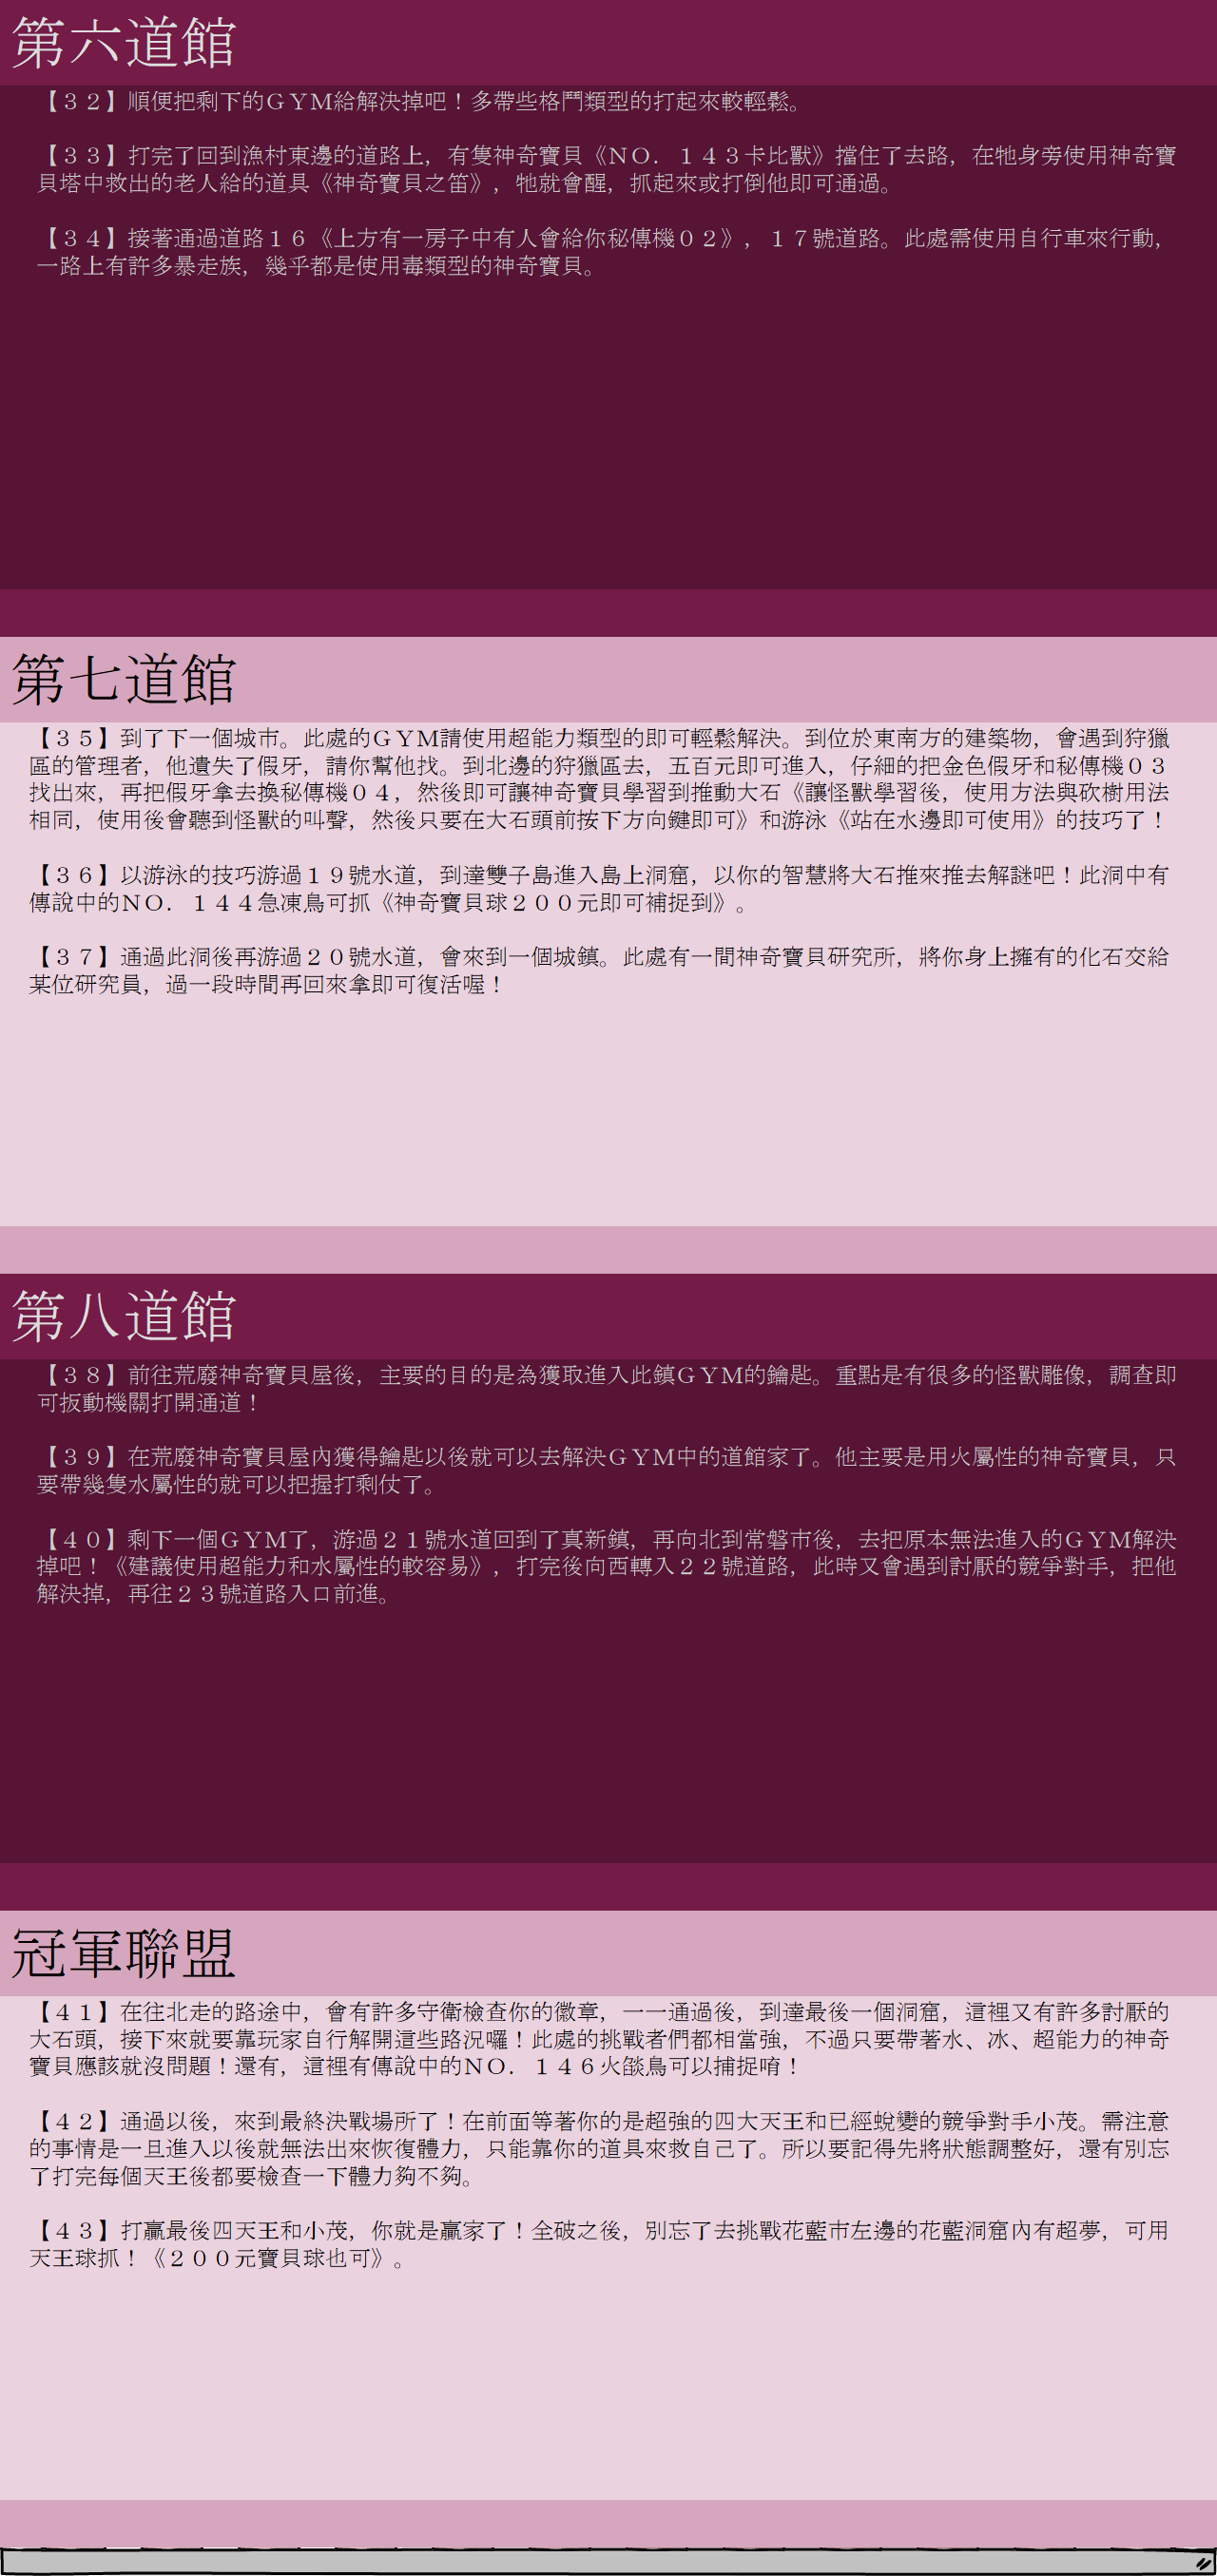 第六道館
【３２】順便把剩下的ＧＹＭ給解決掉吧！多帶些格鬥類型的打起來較輕鬆。
【３３】打完了回到漁村東邊的道路上，有隻神奇寶貝《ＮＯ．１４３卡比獸》擋住了去路，在牠身旁使用神奇寶
貝塔中救出的老人給的道具《神奇寶貝之笛》，牠就會醒，抓起來或打倒他即可通過。
【３４】接著通過道路１６《上方有一房子中有人會給你秘傳機０２》，１７號道路。此處需使用自行車來行動，
一路上有許多暴走族，幾乎都是使用毒類型的神奇寶貝。
第七道館
【３５】到了下一個城市。此處的ＧＹＭ請使用超能力類型的即可輕鬆解決。到位於東南方的建築物，會遇到狩獵
區的管理者，他遺失了假牙，請你幫他找。到北邊的狩獵區去，五百元即可進入，仔細的把金色假牙和秘傳機０３
找出來，再把假牙拿去換秘傳機０４，然後即可讓神奇寶貝學習到推動大石《讓怪獸學習後，使用方法與砍樹用法
相同，使用後會聽到怪獸的叫聲，然後只要在大石頭前按下方向鍵即可》和游泳《站在水邊即可使用》的技巧了！
【３６】以游泳的技巧游過１９號水道，到達雙子島進入島上洞窟，以你的智慧將大石推來推去解謎吧！此洞中有
傳說中的ＮＯ．１４４急凍鳥可抓《神奇寶貝球２００元即可補捉到》。
【３７】通過此洞後再游過２０號水道，會來到一個城鎮。此處有一間神奇寶貝研究所，將你身上擁有的化石交給
某位研究員，過一段時間再回來拿即可復活喔！
第八道館
【３８】前往荒廢神奇寶貝屋後，主要的目的是為獲取進入此鎮ＧＹＭ的鑰匙。重點是有很多的怪獸雕像，調查即
可扳動機關打開通道！
【３９】在荒廢神奇寶貝屋內獲得鑰匙以後就可以去解決ＧＹＭ中的道館家了。他主要是用火屬性的神奇寶貝，只
要帶幾隻水屬性的就可以把握打剩仗了。
【４０】剩下一個ＧＹＭ了，游過２１號水道回到了真新鎮，再向北到常磐市後，去把原本無法進入的ＧＹＭ解決
掉吧！《建議使用超能力和水屬性的較容易》，打完後向西轉入２２號道路，此時又會遇到討厭的競爭對手，把他
解決掉，再往２３號道路入口前進。
冠軍聯盟
【４１】在往北走的路途中，會有許多守衛檢查你的徽章，一一通過後，到達最後一個洞窟，這裡又有許多討厭的
大石頭，接下來就要靠玩家自行解開這些路況囉！此處的挑戰者們都相當強，不過只要帶著水、冰、超能力的神奇
寶貝應該就沒問題！還有，這裡有傳說中的ＮＯ．１４６火燄鳥可以捕捉唷！
【４２】通過以後，來到最終決戰場所了！在前面等著你的是超強的四大天王和已經蛻變的競爭對手小茂。需注意
的事情是一旦進入以後就無法出來恢復體力，只能靠你的道具來救自己了。所以要記得先將狀態調整好，還有別忘
了打完每個天王後都要檢查一下體力夠不夠。
【４３】打贏最後四天王和小茂，你就是贏家了！全破之後，別忘了去挑戰花藍市左邊的花藍洞窟內有超夢，可用
天王球抓！《２００元寶貝球也可》。